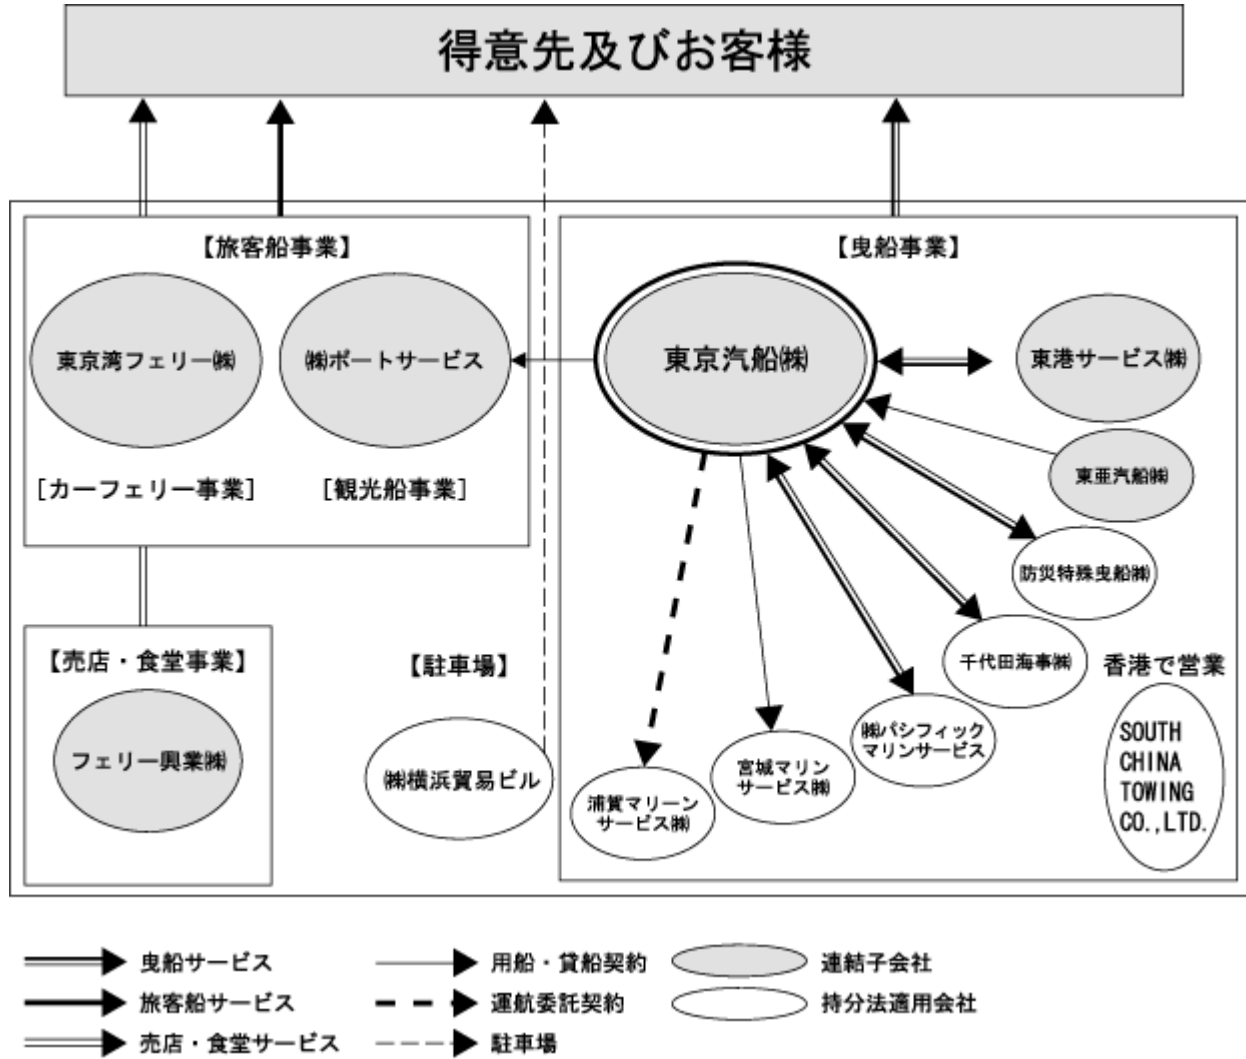 得意先及びお客様
【旅客船事業】
東京湾フェリー㈱
㈱ポートサービス
［カーフェリー事業］
［観光船事業］
【曳船事業】
東京汽船㈱
東港サービス㈱
東亜汽船㈱
防災特殊曳船㈱
千代田海事㈱
㈱パシフィック
マリンサービス
宮城マリン
サービス㈱
浦賀マリーン
サービス㈱
香港で営業
SOUTH
CHINA
TOWING
CO.,LTD.
【売店・食堂事業】
フェリー興業㈱
【駐車場】
㈱横浜貿易ビル
曳船サービス
旅客船サービス
売店・食堂サービス
用船・貸船契約
運航委託契約
駐車場
連結子会社
持分法適用会社